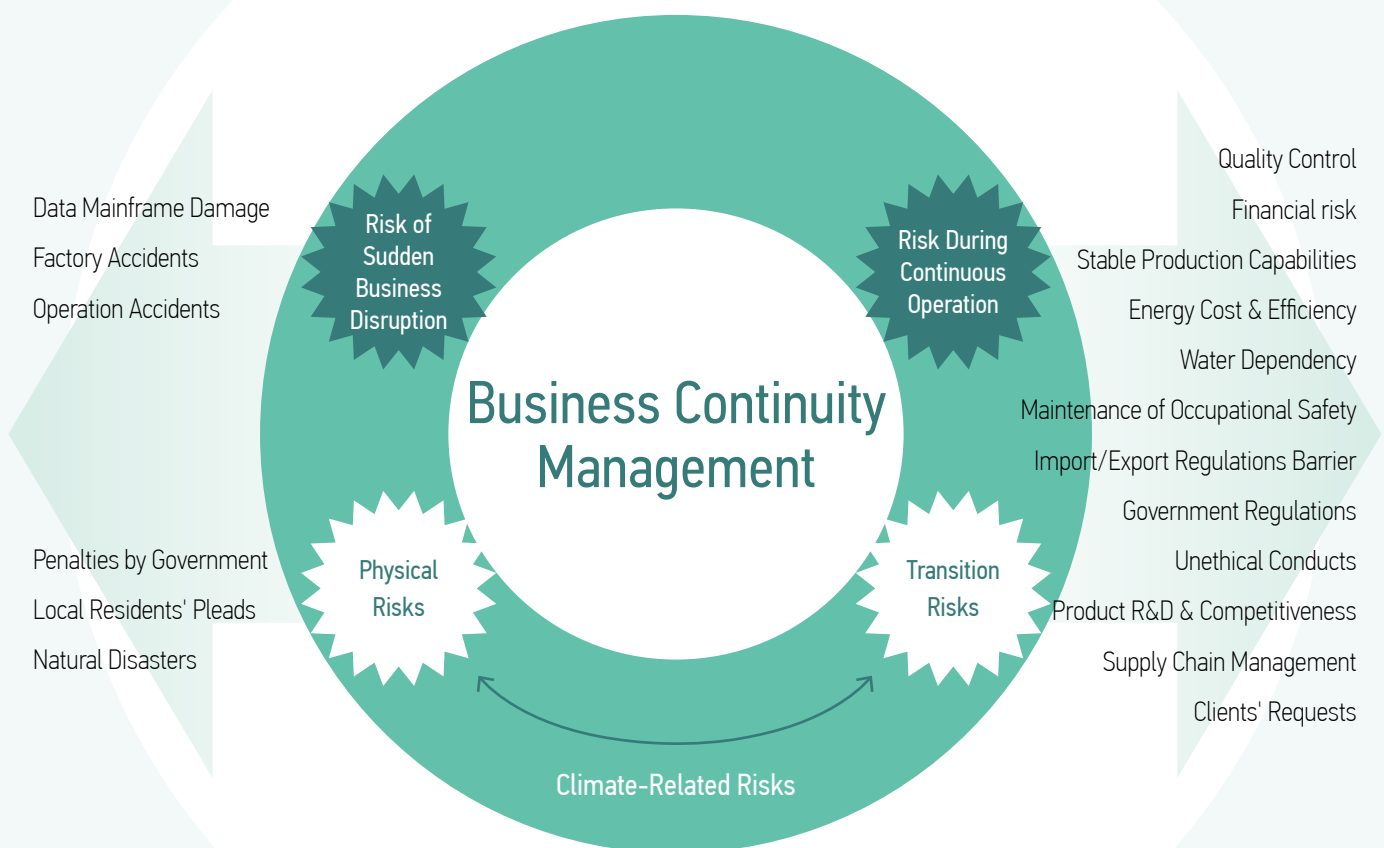 Data Mainframe Damage
Factory Accidents
Operation Accidents
Risk of
Sudden
Business
Disruption
Risk During
Continuous
Operation
Business Continuity
Management
Penalties by Government
Local Residents' Pleads
Natural Disasters
Physical
Risks
Transition
Risks
Climate-Related Risks
Quality Control
Financial risk
Stable Production Capabilities
Energy Cost & Efficiency
Water Dependency
Maintenance of Occupational Safety
Import/Export Regulations Barrier
Government Regulations
Unethical Conducts
Product R&D & Competitiveness
Supply Chain Management
Clients' Requests